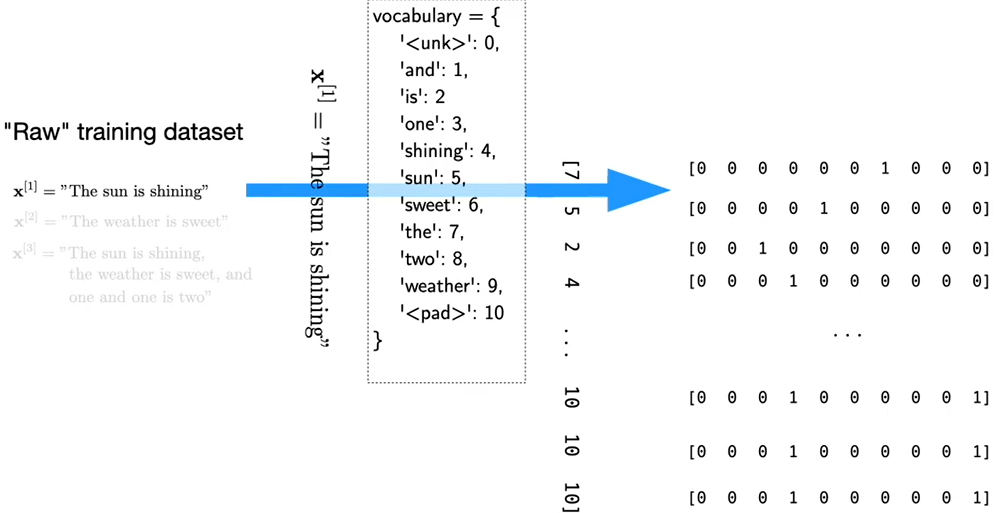 "Raw" training dataset
x[1] = "The sun is shining"
x[2] = "The weather is sweet"
x[3] = "The sun is shining,
the weather is sweet, and
one and one is two"
x[1] = "The sun is shining"
vocabulary = {
'<unk>': 0,
'and': 1,
'is': 2
'one': 3,
'shining': 4,
'sun': 5,
'sweet': 6,
'the': 7,
'two': 8,
'weather': 9,
'<pad>': 10
}
[7 5 2 4 ... 10 10 10]
[0 0 0 0 0 0 1 0 0 0]
[0 0 0 0 1 0 0 0 0 0]
[0 0 1 0 0 0 0 0 0 0]
[0 0 0 1 0 0 0 0 0 0]
...
[0 0 0 1 0 0 0 0 0 1]
[0 0 0 1 0 0 0 0 0 1]
[0 0 0 1 0 0 0 0 0 1]